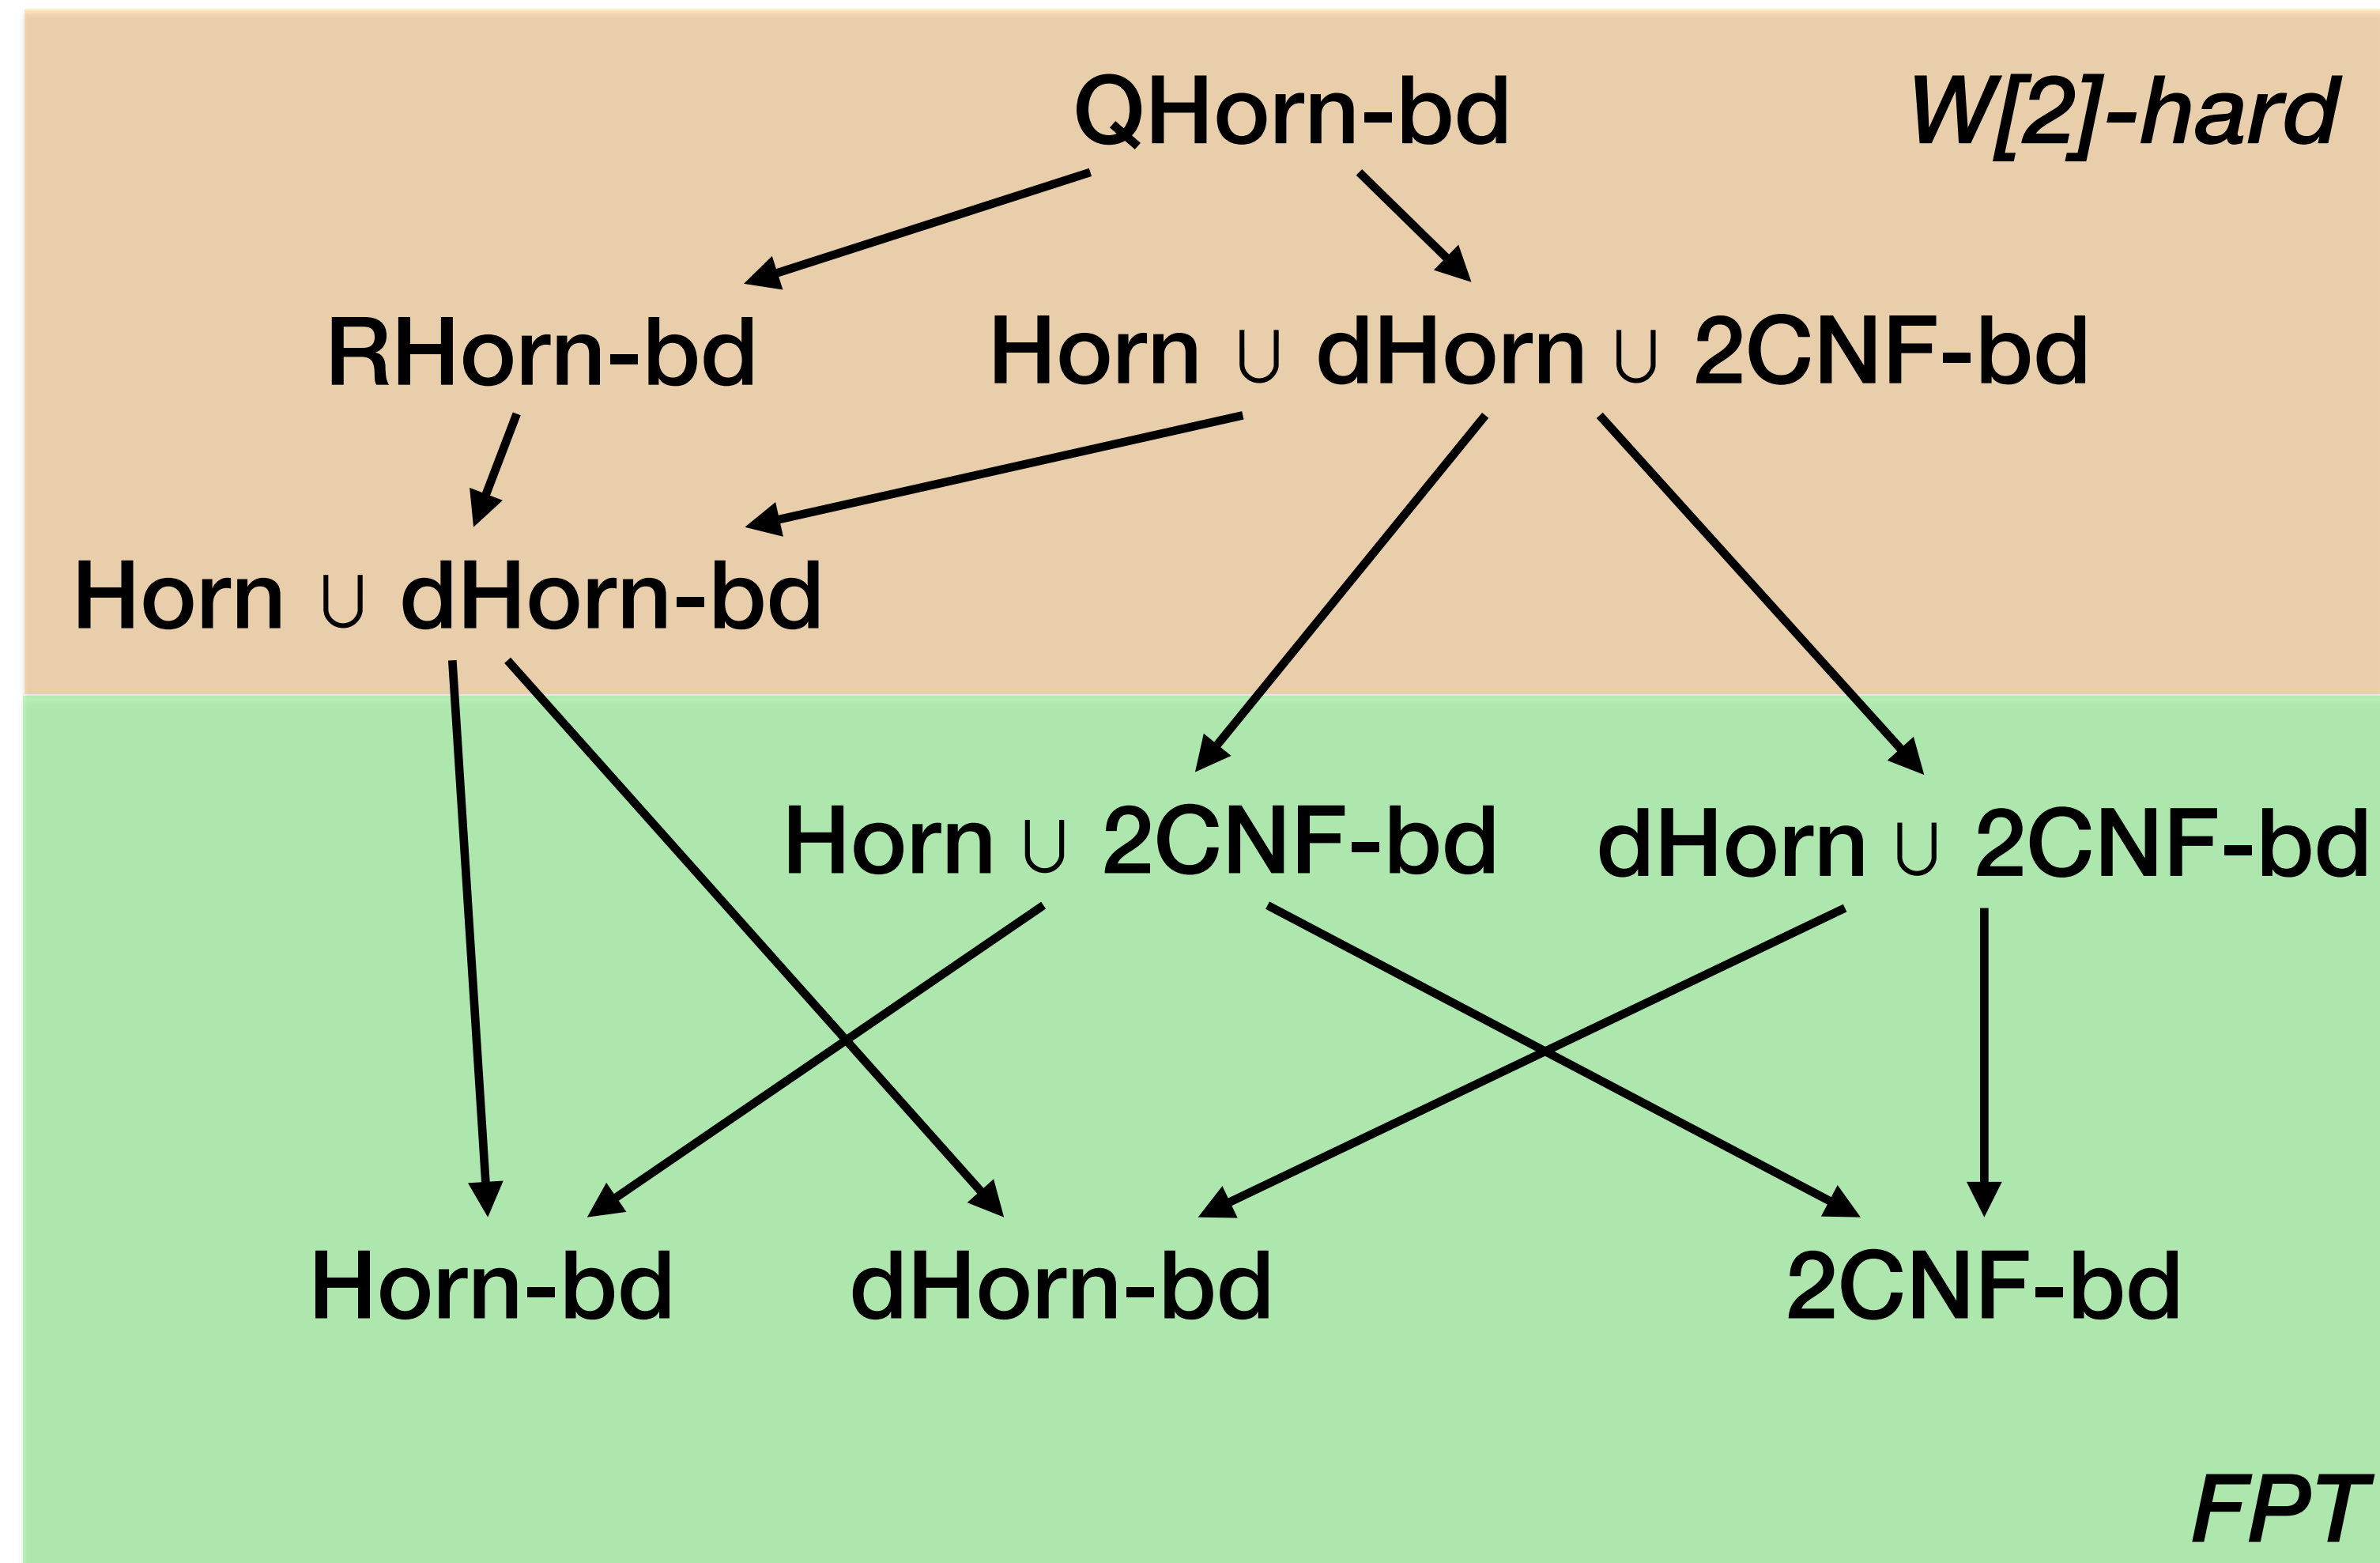 QHorn-bd
W[2]-hard
RHorn-bd
Horn ∪ dHorn ∪ 2CNF-bd
Horn ∪ dHorn-bd
Horn ∪ 2CNF-bd
dHorn ∪ 2CNF-bd
Horn-bd
dHorn-bd
2CNF-bd
FPT